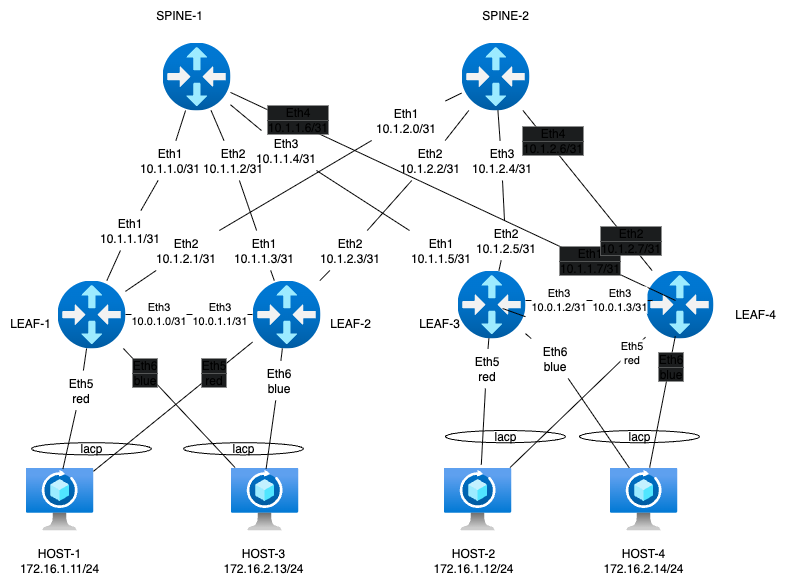 SPINE-1
SPINE-2
Eth4
10.1.1.6/31
Eth1
10.1.2.0/31
Eth4
10.1.2.6/31
Eth1
10.1.1.0/31
Eth2
10.1.1.2/31
Eth3
10.1.1.4/31
Eth2
10.1.2.2/31
Eth3
10.1.2.4/31
Eth1
10.1.1.1/31
Eth2
10.1.2.1/31
Eth1
10.1.1.3/31
Eth2
10.1.2.3/31
Eth1
10.1.1.5/31
Eth2
10.1.2.5/31
Eth1
10.1.1.7/31
Eth2
10.1.2.7/31
LEAF-1
Eth3
10.0.1.0/31
Eth3
10.0.1.1/31
LEAF-2
LEAF-3
Eth3
10.0.1.2/31
Eth3
10.0.1.3/31
LEAF-4
Eth5
red
Eth6
blue
Eth5
red
Eth6
blue
Eth5
red
Eth6
blue
Eth5
red
Eth6
blue
lacp
lacp
lacp
lacp
HOST-1
172.16.1.11/24
HOST-3
172.16.2.13/24
HOST-2
172.16.1.12/24
HOST-4
172.16.2.14/24